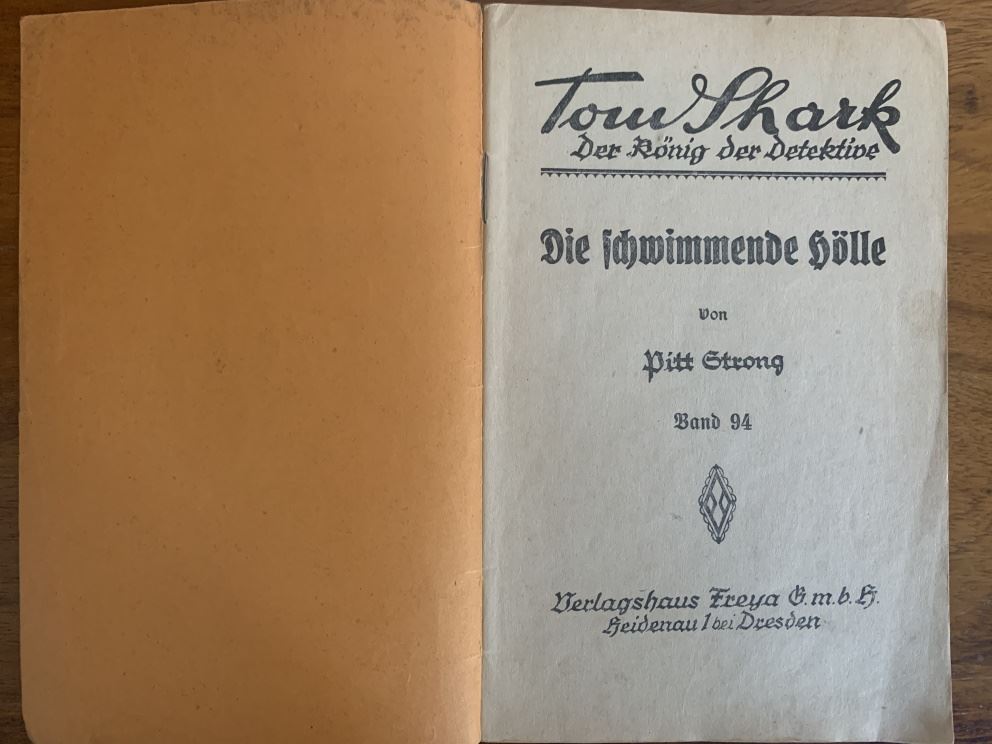 Tom Shark
Der König der Detektive
Die schwimmende Hölle
von
Pitt Strong
Band 94
Verlagshaus Freya G.m.b.H.
Heidenau 1 bei Dresden